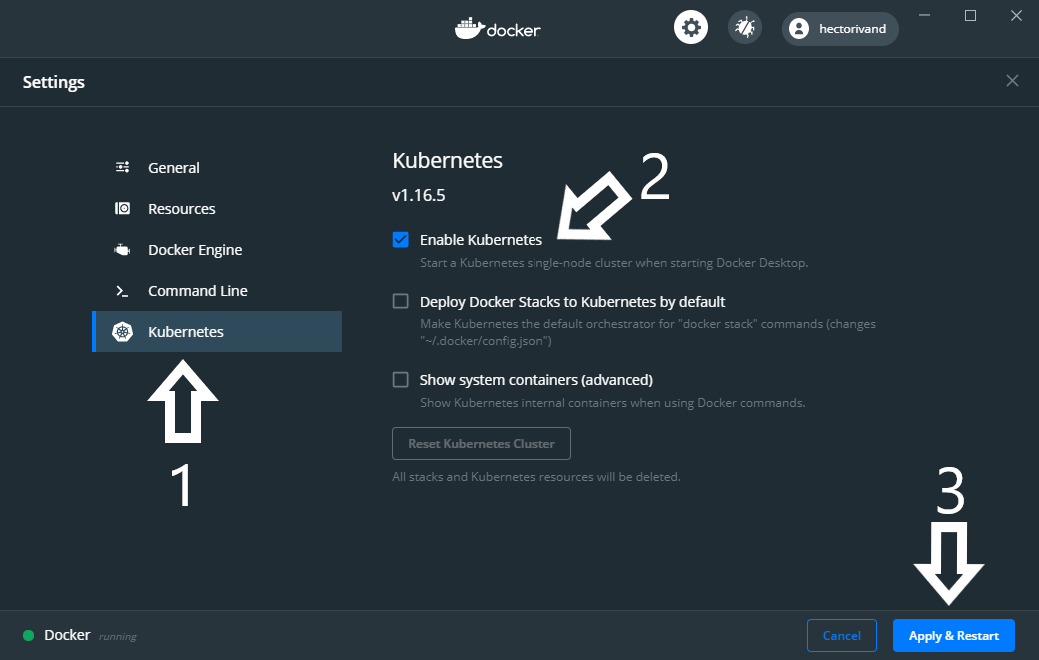 docker
hectorivand
Settings
General
Resources
Docker Engine
Command Line
Kubernetes
1
Kubernetes
v1.16.5
2
Enable Kubernetes
Start a Kubernetes single-node cluster when starting Docker Desktop.
Deploy Docker Stacks to Kubernetes by default
Make Kubernetes the default orchestrator for "docker stack" commands (changes
"~/.docker/config.json")
Show system containers (advanced)
Show Kubernetes internal containers when using Docker commands.
Reset Kubernetes Cluster
All stacks and Kubernetes resources will be deleted.
3
Docker running
Cancel
Apply & Restart